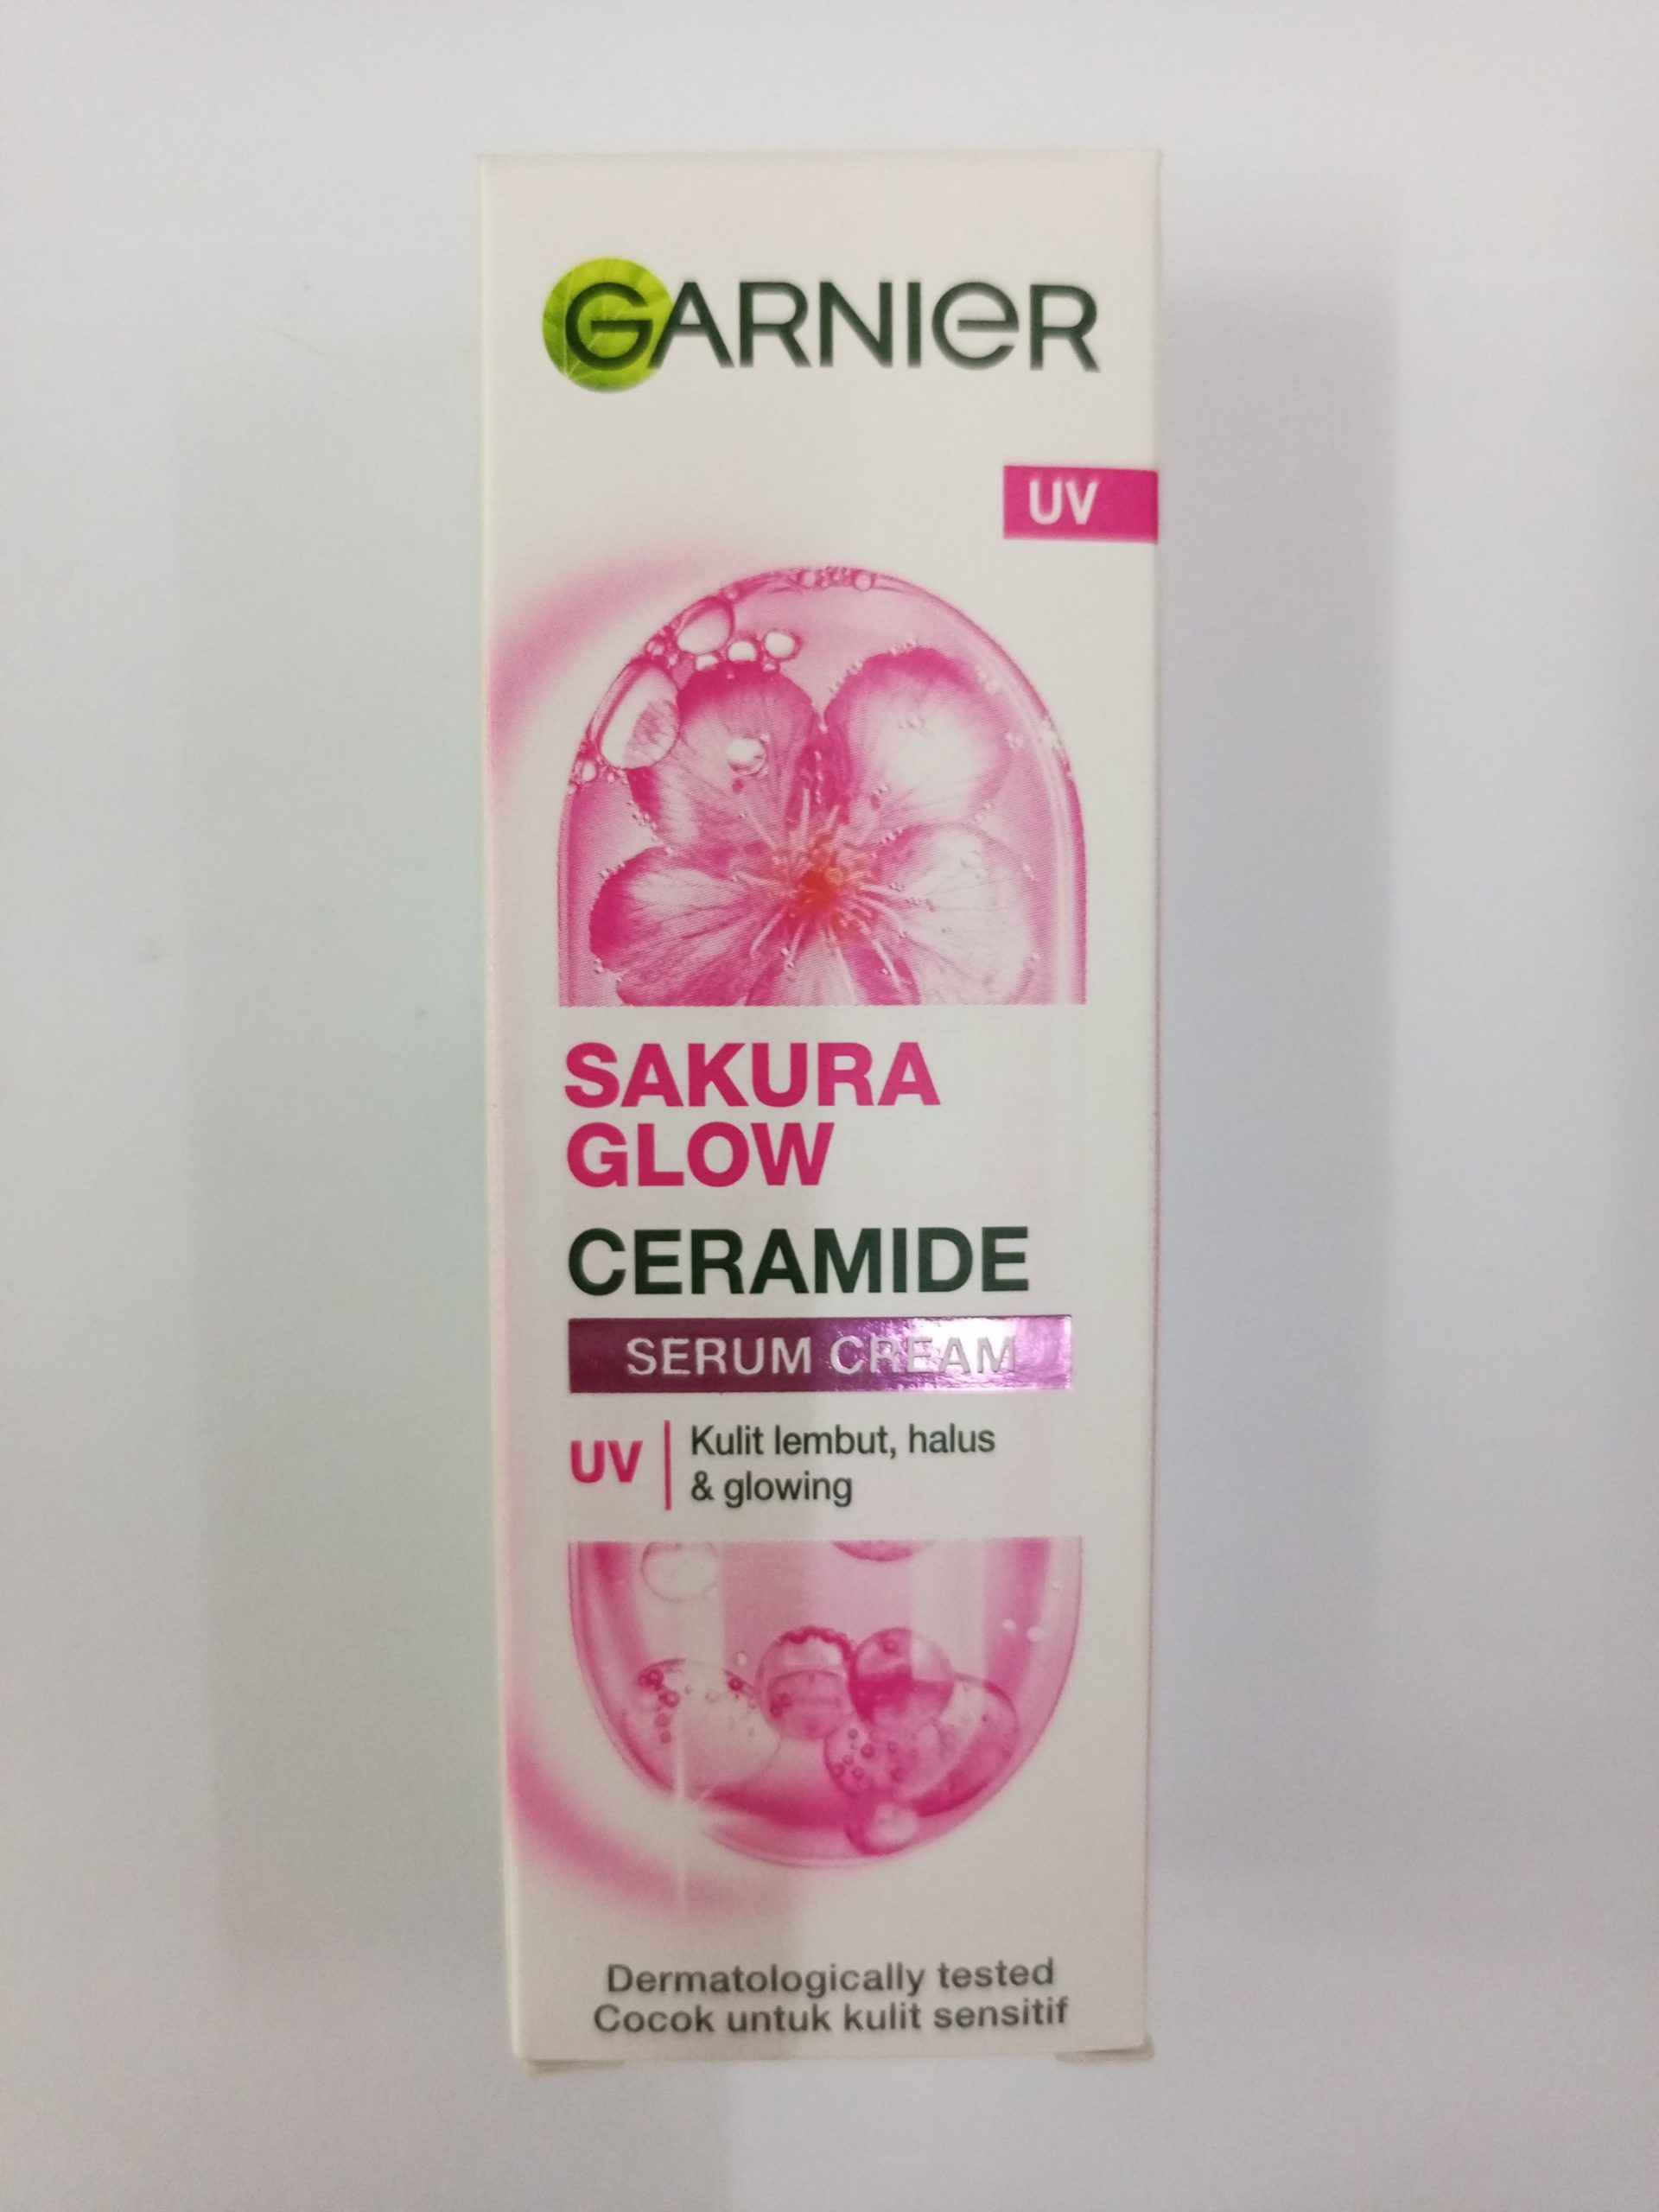 GARNIER
UV
SAKURA
GLOW
CERAMIDE
SERUM CREAM
UV
Kulit lembut, halus
& glowing
Dermatologically tested
Cocok untuk kulit sensitif